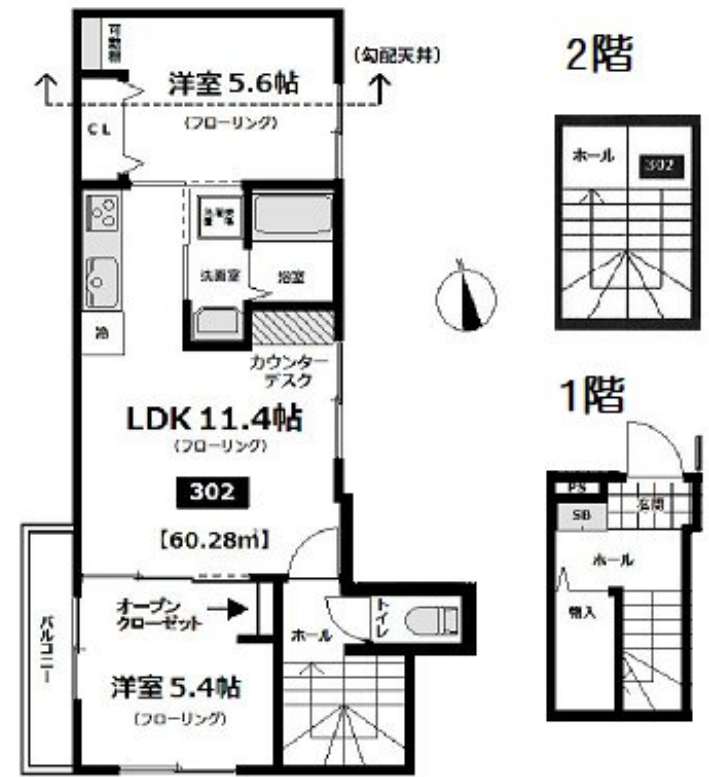 可動棚
洋室 5.6帖
(フローリング)
(勾配天井)
CL
洗面室
浴室
冷
カウンター
デスク
LDK 11.4帖
(フローリング)
302
[60.28㎡]
オープン
クローゼット
ホール
トイレ
バルコニー
洋室 5.4帖
(フローリング)
2階
ホール
302
N
1階
PS
玄関
SB
ホール
物入